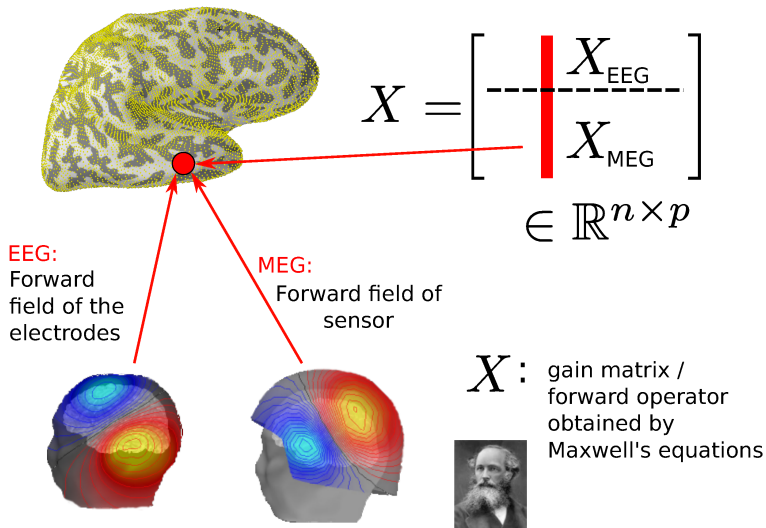 X = [ X_EEG
X_MEG ]
∈ ℝ^{n×p}
EEG:
Forward
field of the
electrodes
MEG:
Forward field of
sensor
X :
gain matrix /
forward operator
obtained by
Maxwell's equations